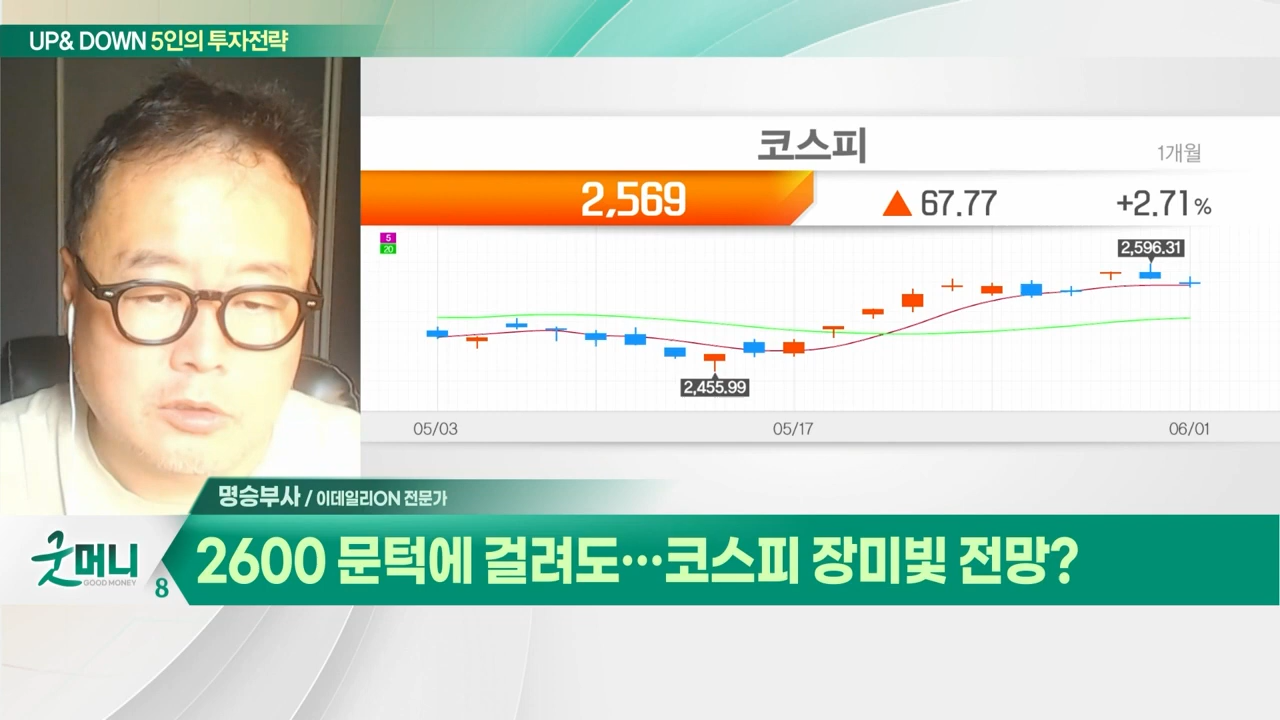 UP& DOWN 5인의 투자전략
코스피
1개월
2,569 ▲ 67.77 +2.71%
5
20
2,596.31
2,455.99
05/03 05/17 06/01
명승부사 / 이데일리ON 전문가
2600 문턱에 걸려도…코스피 장미빛 전망?
굿머니
GOOD MONEY
8